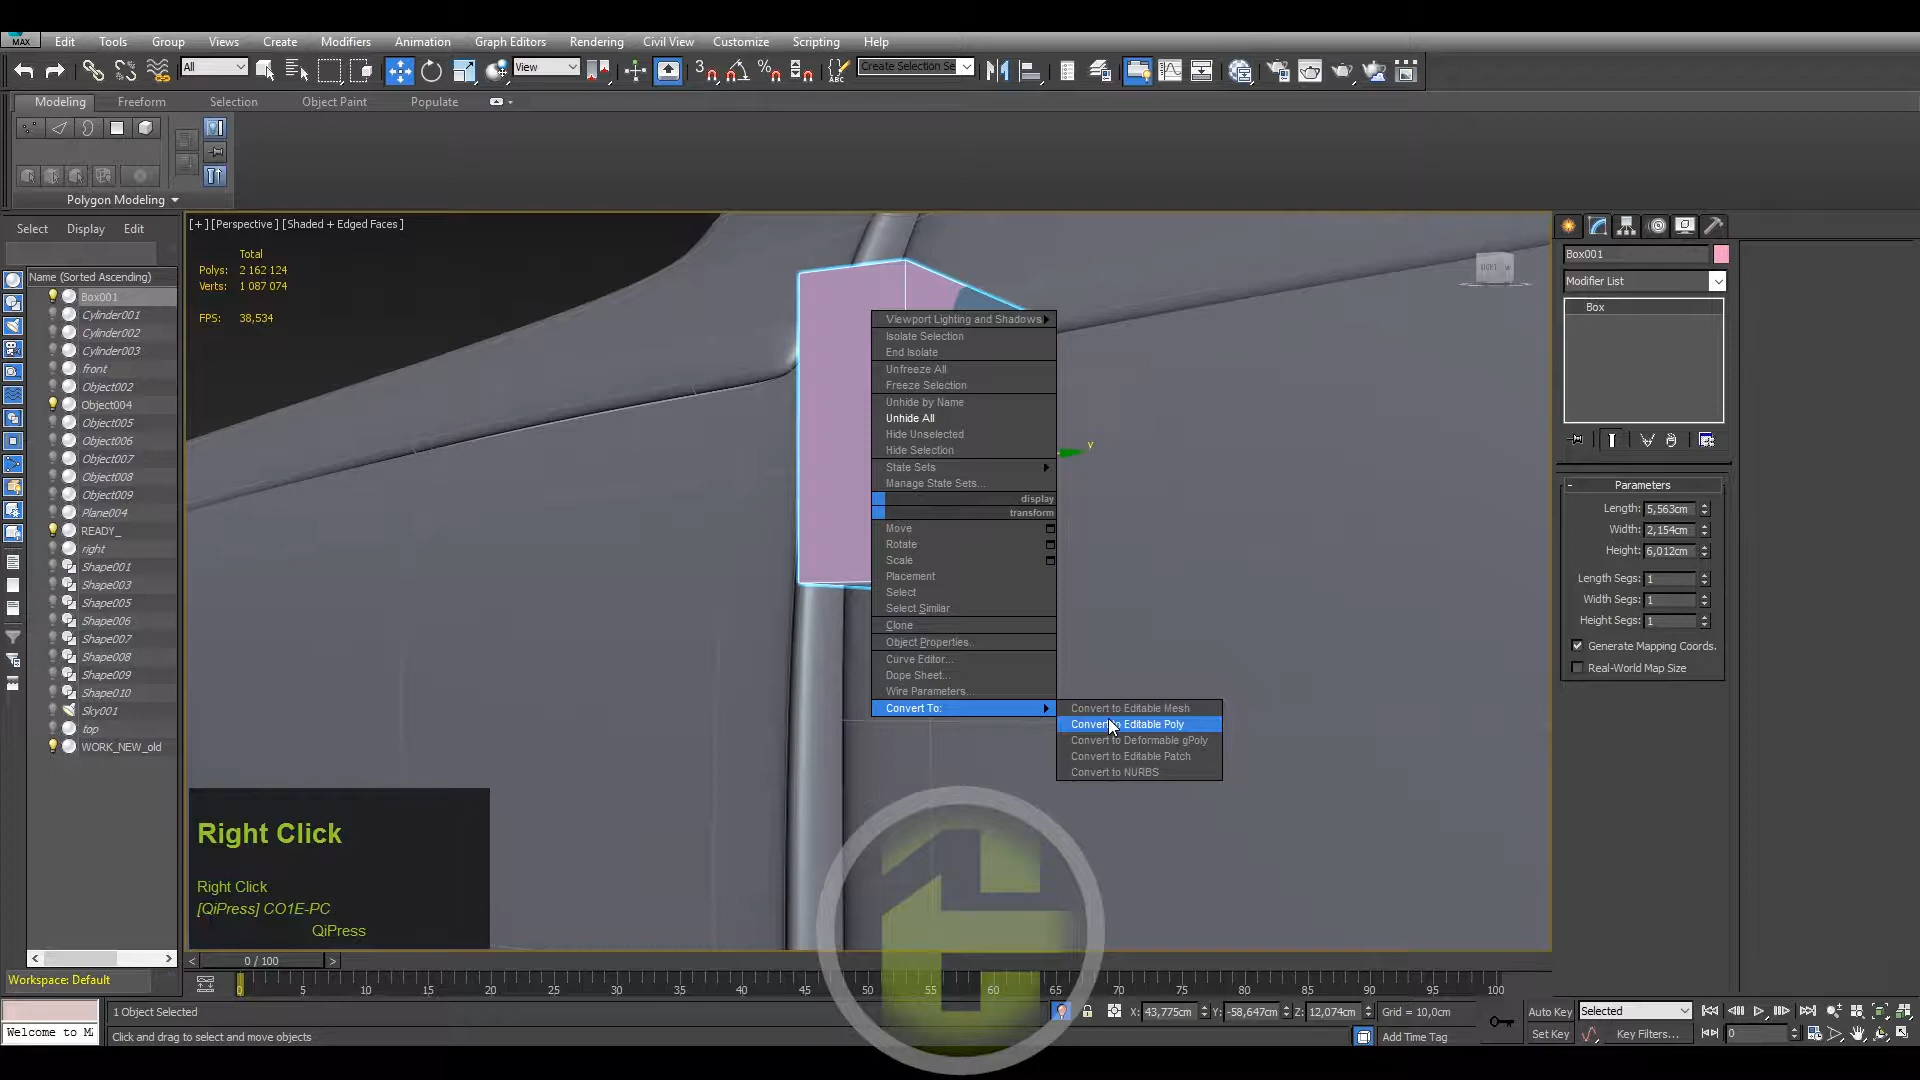 MAX
Edit Tools Group Views Create Modifiers Animation Graph Editors Rendering Civil View Customize Scripting Help
All View Create Selection Se
Modeling Freeform Selection Object Paint Populate
Polygon Modeling
Select Display Edit
[+] [Perspective] [Shaded + Edged Faces]
Total
Polys: 2 162 124
Verts: 1 087 074
FPS: 38,534
Name (Sorted Ascending)
Box001
Cylinder001
Cylinder002
Cylinder003
front
Object002
Object004
Object005
Object006
Object007
Object008
Object009
Plane004
READY_
right
Shape001
Shape003
Shape005
Shape006
Shape007
Shape008
Shape009
Shape010
Sky001
top
WORK_NEW_old
Viewport Lighting and Shadows
Isolate Selection
End Isolate
Unfreeze All
Freeze Selection
Unhide by Name
Unhide All
Hide Unselected
Hide Selection
State Sets
Manage State Sets...
display
transform
Move
Rotate
Scale
Placement
Select
Select Similar
Clone
Object Properties..
Curve Editor...
Dope Sheet...
Wire Parameters...
Convert To:
Convert to Editable Mesh
Convert to Editable Poly
Convert to Deformable gPoly
Convert to Editable Patch
Convert to NURBS
y
Box001
Modifier List
Box
Parameters
Length: 5,563cm
Width: 2,154cm
Height: 6,012cm
Length Segs: 1
Width Segs: 1
Height Segs: 1
Generate Mapping Coords.
Real-World Map Size
Right Click
Right Click
[QiPress] CO1E-PC
QiPress
0 / 100
Workspace: Default
5 10 15 20 25 30 35 40 45 50 55 60 65 70 75 80 85 90 95 100
1 Object Selected
X: 43,775cm Y: -58,647cm Z: 12,074cm Grid = 10,0cm
Auto Key Selected
Welcome to
Click and drag to select and move objects
Add Time Tag
Set Key Key Filters... 0